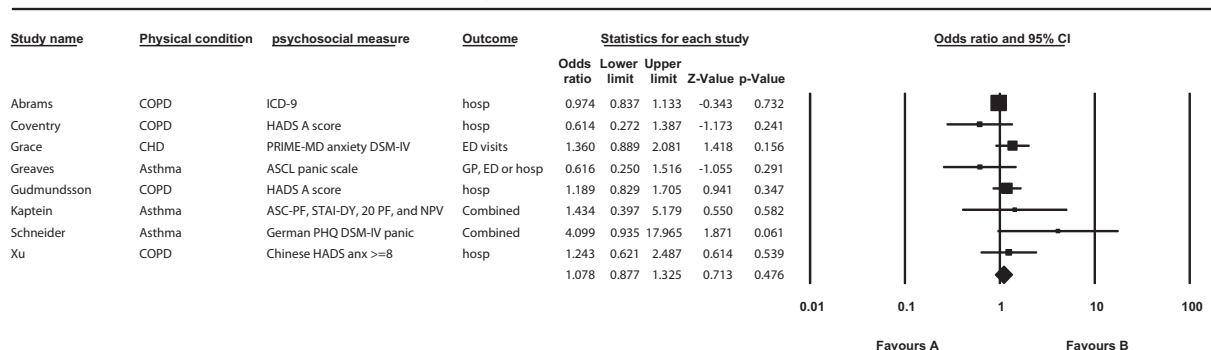 Study name Physical condition psychosocial measure Outcome Statistics for each study Odds ratio and 95% CI
Odds Lower Upper
ratio limit limit Z-Value p-Value
Abrams COPD ICD-9 hosp 0.974 0.837 1.133 -0.343 0.732
Coventry COPD HADS A score hosp 0.614 0.272 1.387 -1.173 0.241
Grace CHD PRIME-MD anxiety DSM-IV ED visits 1.360 0.889 2.081 1.418 0.156
Greaves Asthma ASCL panic scale GP, ED or hosp 0.616 0.250 1.516 -1.055 0.291
Gudmundsson COPD HADS A score hosp 1.189 0.829 1.705 0.941 0.347
Kaptein Asthma ASC-PF, STAI-DY, 20 PF, and NPV Combined 1.434 0.397 5.179 0.550 0.582
Schneider Asthma German PHQ DSM-IV panic Combined 4.099 0.935 17.965 1.871 0.061
Xu COPD Chinese HADS anx >=8 hosp 1.243 0.621 2.487 0.614 0.539
1.078 0.877 1.325 0.713 0.476
0.01 0.1 1 10 100
Favours A Favours B